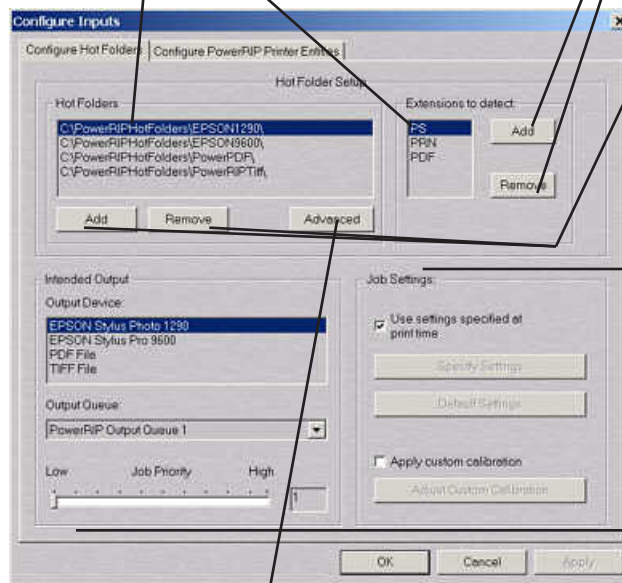 Configure Inputs
Configure Hot Folders
Configure PowerRIP Printer Entities
Hot Folder Setup
Hot Folders
C:\PowerRIPHotFolders\EPSON1290\
C:\PowerRIPHotFolders\EPSON9600\
C:\PowerRIPHotFolders\PowerPDF\
C:\PowerRIPHotFolders\PowerRIPTiff\
Add
Remove
Advanced
Extensions to detect:
PS
PRN
PDF
Add
Remove
Intended Output
Output Device:
EPSON Stylus Photo 1290
EPSON Stylus Pro 9600
PDF File
TIFF File
Output Queue:
PowerRIP Output Queue 1
Low
Job Priority
High
1
Job Settings:
Use settings specified at
print time
Specify Settings
Default Settings
Apply custom calibration
Adjust Custom Calibration
OK
Cancel
Apply